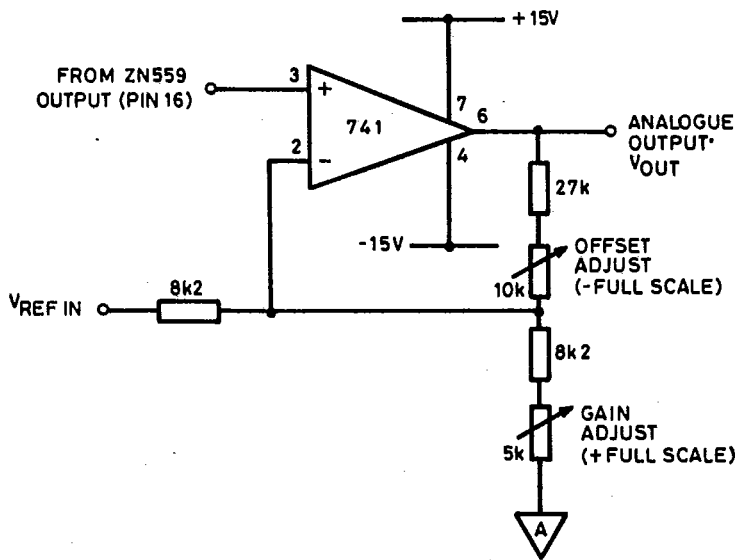 +15V
FROM ZN559
OUTPUT (PIN 16)
3
+
7
6
741
ANALOGUE
OUTPUT·
VOUT
2
-
4
27k
-15V
OFFSET
ADJUST
(-FULL SCALE)
10k
8k2
VREF IN
8k2
GAIN
ADJUST
(+FULL SCALE)
5k
A